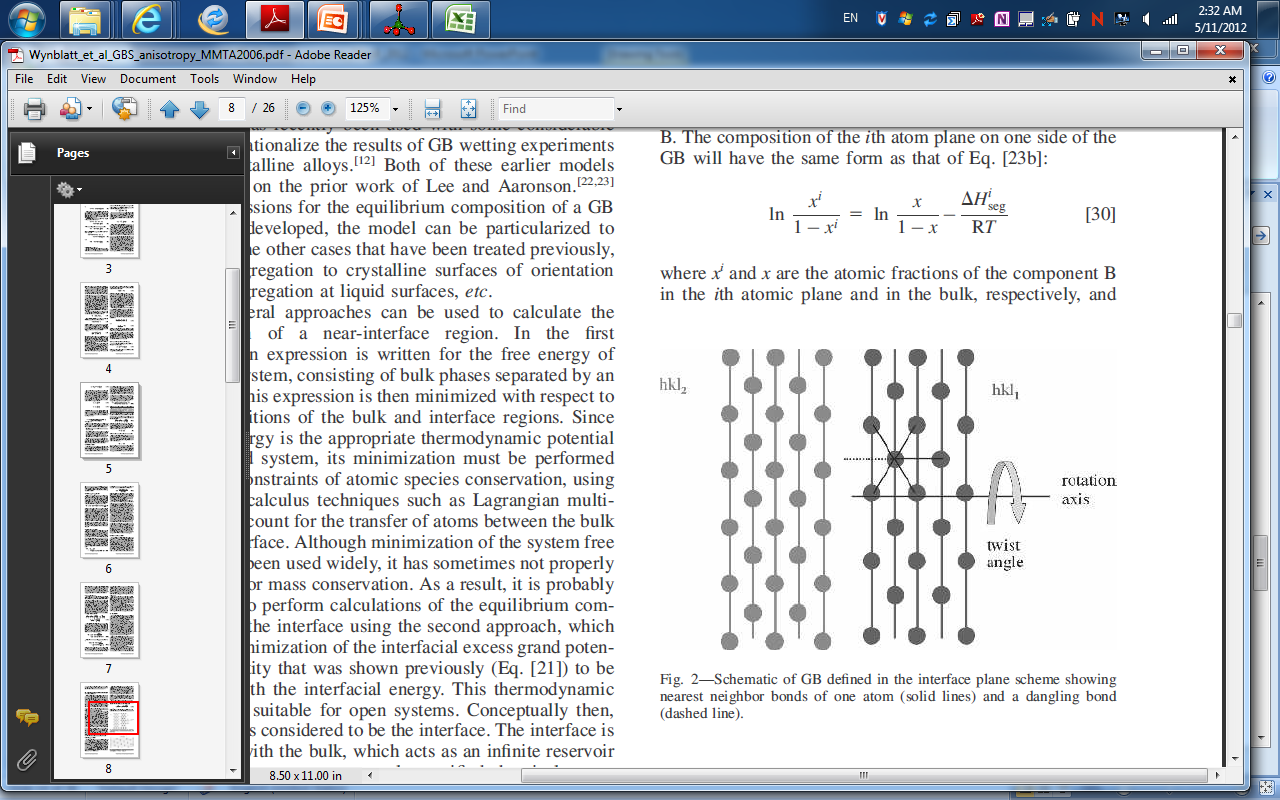 EN
2:32 AM
5/11/2012
Wynblatt_et_al_GBS_anisotropy_MMTA2006.pdf - Adobe Reader
File Edit View Document Tools Window Help
8 / 26
125%
Find
Pages
3
4
5
6
7
8
ationalize the results of GB wetting experiments
alline alloys.[12] Both of these earlier models
on the prior work of Lee and Aaronson.[22,23]
ssions for the equilibrium composition of a GB
developed, the model can be particularized to
e other cases that have been treated previously,
regation to crystalline surfaces of orientation
regation at liquid surfaces, etc.
eral approaches can be used to calculate the
of a near-interface region. In the first
n expression is written for the free energy of
stem, consisting of bulk phases separated by an
his expression is then minimized with respect to
itions of the bulk and interface regions. Since
rgy is the appropriate thermodynamic potential
l system, its minimization must be performed
onstraints of atomic species conservation, using
calculus techniques such as Lagrangian multi-
count for the transfer of atoms between the bulk
rface. Although minimization of the system free
been used widely, it has sometimes not properly
or mass conservation. As a result, it is probably
o perform calculations of the equilibrium com-
the interface using the second approach, which
nimization of the interfacial excess grand poten-
tity that was shown previously (Eq. [21]) to be
th the interfacial energy. This thermodynamic
suitable for open systems. Conceptually then,
s considered to be the interface. The interface is
with the bulk, which acts as an infinite reservoir
B. The composition of the ith atom plane on one side of the
GB will have the same form as that of Eq. [23b]:
ln x^i / (1 − x^i) = ln x / (1 − x) − ΔH^i_seg / RT [30]
where x^i and x are the atomic fractions of the component B
in the ith atomic plane and in the bulk, respectively, and
hkl₂
hkl₁
rotation
axis
twist
angle
Fig. 2—Schematic of GB defined in the interface plane scheme showing
nearest neighbor bonds of one atom (solid lines) and a dangling bond
(dashed line).
8.50 x 11.00 in